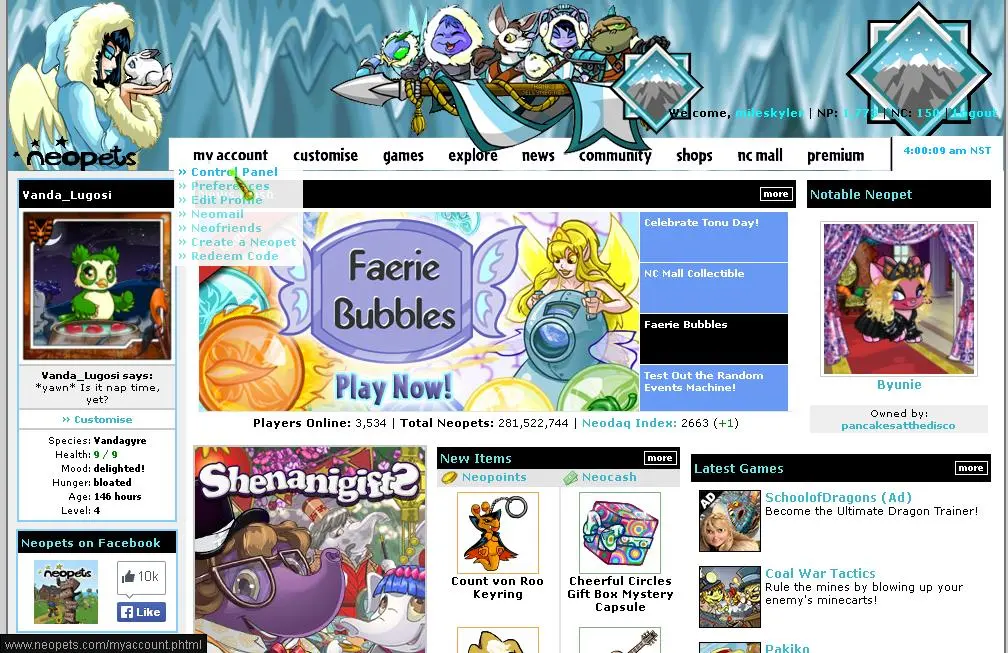 THANKS
JELLYNEO.NET
Welcome, mileskyler | NP: 1,77 | NC: 150 | Logout
neopets
my account
customise
games
explore
news
community
shops
nc mall
premium
4:00:09 am NST
» Control Panel
» Preferences
» Edit Profile
» Neomail
» Neofriends
» Create a Neopet
» Redeem Code
Vanda_Lugosi
Vanda_Lugosi says:
*yawn* Is it nap time,
yet?
» Customise
Species: Vandagyre
Health: 9 / 9
Mood: delighted!
Hunger: bloated
Age: 146 hours
Level: 4
Neopets on Facebook
neopets
10k
Like
more
Faerie
Bubbles
Play Now!
Celebrate Tonu Day!
NC Mall Collectible
Faerie Bubbles
Test Out the Random
Events Machine!
Players Online: 3,534 | Total Neopets: 281,522,744 | Neodaq Index: 2663 (+1)
Shenanigifts
New Items
more
Neopoints
Neocash
Count von Roo
Keyring
Cheerful Circles
Gift Box Mystery
Capsule
Notable Neopet
Byunie
Owned by:
pancakesatthedisco
Latest Games
more
AD
SchoolofDragons (Ad)
Become the Ultimate Dragon Trainer!
Coal War Tactics
Rule the mines by blowing up your
enemy's minecarts!
Pakiko
www.neopets.com/myaccount.phtml